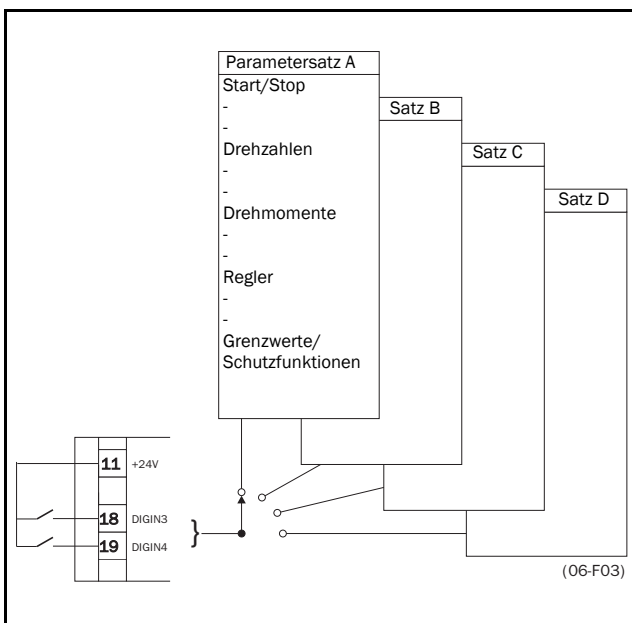 Parametersatz A
Start/Stop
-
-
Drehzahlen
-
-
Drehmomente
-
-
Regler
-
-
Grenzwerte/
Schutzfunktionen
Satz B
Satz C
Satz D
11 +24V
18 DIGIN3
19 DIGIN4
}
(06-F03)